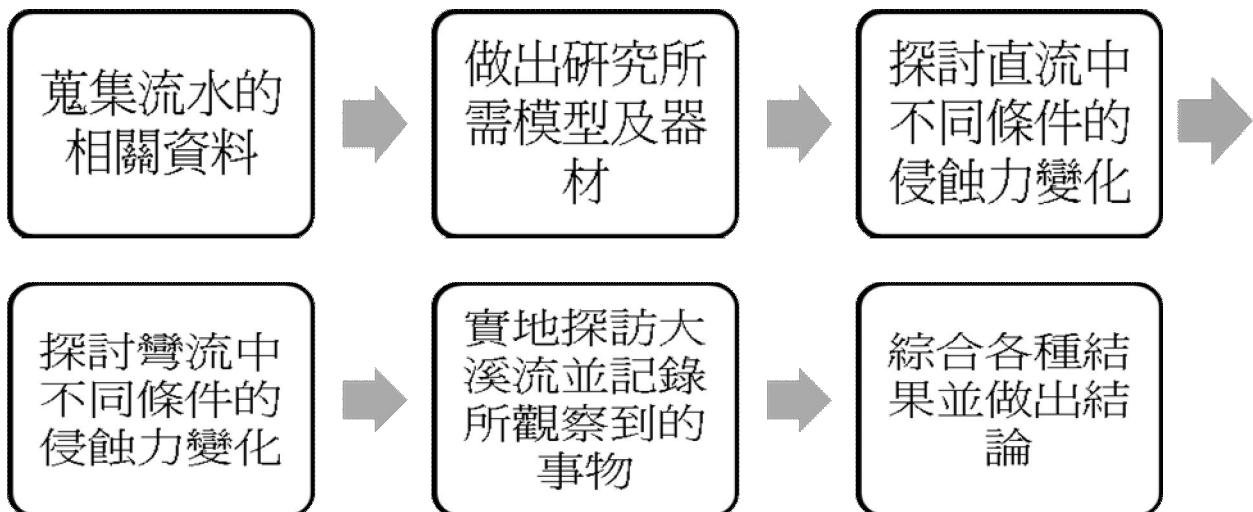 蒐集流水的
相關資料
做出研究所
需模型及器
材
探討直流中
不同條件的
侵蝕力變化
探討彎流中
不同條件的
侵蝕力變化
實地探訪大
溪流並記錄
所觀察到的
事物
綜合各種結
果並做出結
論